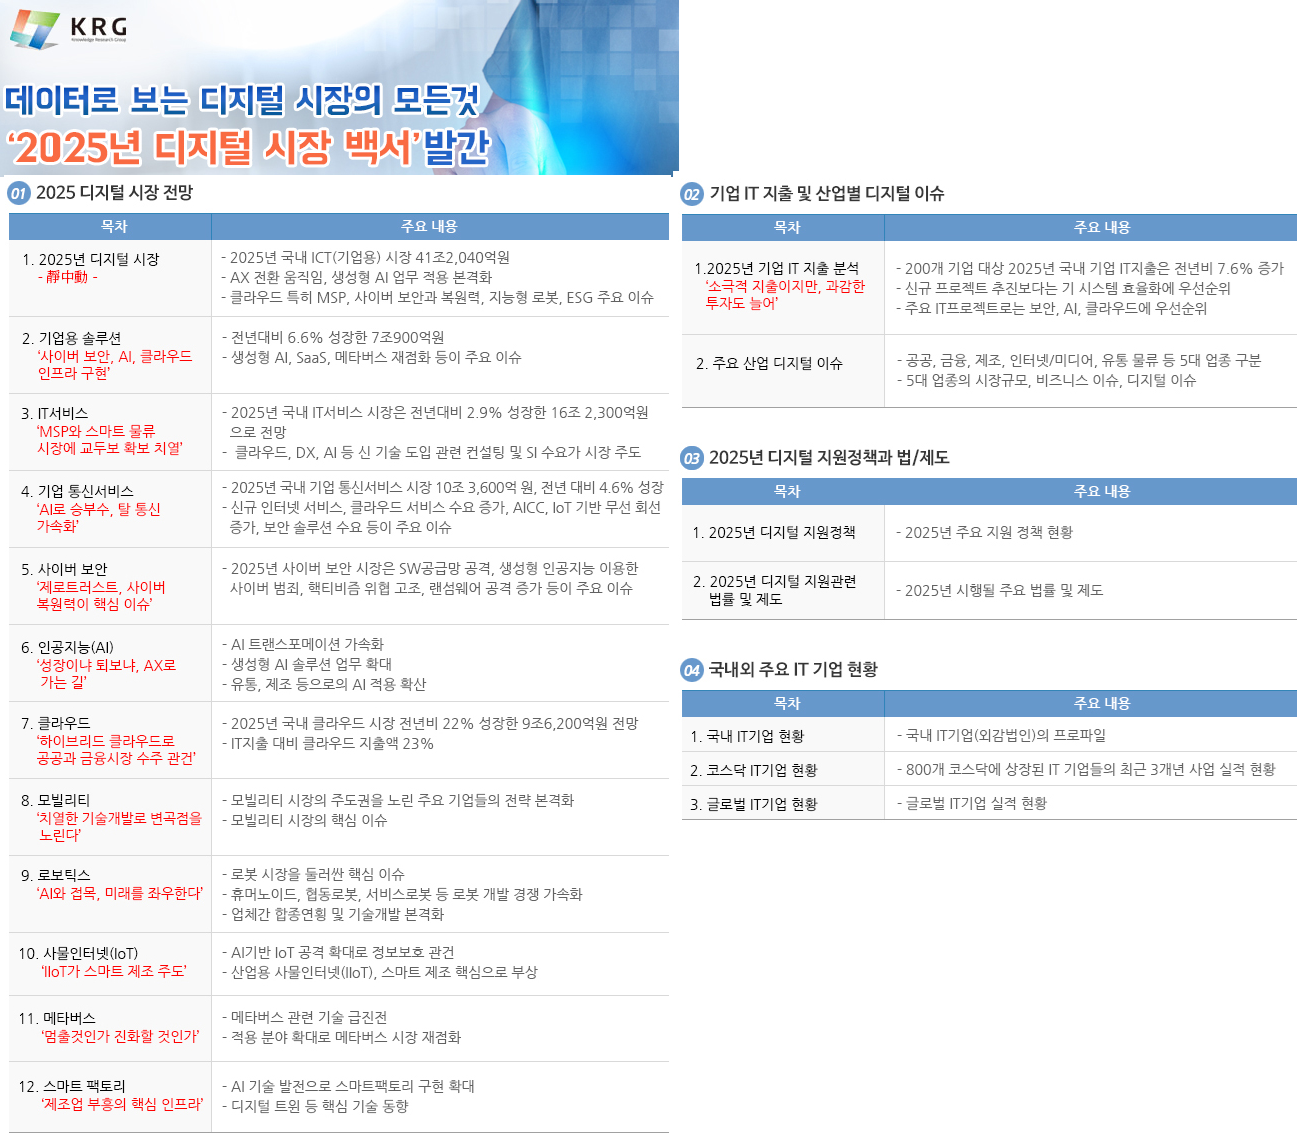 KRG
Knowledge Research Group
데이터로 보는 디지털 시장의 모든것
‘2025년 디지털 시장 백서’발간
01 2025 디지털 시장 전망
목차 주요 내용
1. 2025년 디지털 시장
- 靜中動 -
- 2025년 국내 ICT(기업용) 시장 41조2,040억원
- AX 전환 움직임, 생성형 AI 업무 적용 본격화
- 클라우드 특히 MSP, 사이버 보안과 복원력, 지능형 로봇, ESG 주요 이슈
2. 기업용 솔루션
‘사이버 보안, AI, 클라우드
인프라 구현’
- 전년대비 6.6% 성장한 7조900억원
- 생성형 AI, SaaS, 메타버스 재점화 등이 주요 이슈
3. IT서비스
‘MSP와 스마트 물류
시장에 교두보 확보 치열’
- 2025년 국내 IT서비스 시장은 전년대비 2.9% 성장한 16조 2,300억원
으로 전망
- 클라우드, DX, AI 등 신 기술 도입 관련 컨설팅 및 SI 수요가 시장 주도
4. 기업 통신서비스
‘AI로 승부수, 탈 통신
가속화’
- 2025년 국내 기업 통신서비스 시장 10조 3,600억 원, 전년 대비 4.6% 성장
- 신규 인터넷 서비스, 클라우드 서비스 수요 증가, AICC, IoT 기반 무선 회선
증가, 보안 솔루션 수요 등이 주요 이슈
5. 사이버 보안
‘제로트러스트, 사이버
복원력이 핵심 이슈’
- 2025년 사이버 보안 시장은 SW공급망 공격, 생성형 인공지능 이용한
사이버 범죄, 핵티비즘 위협 고조, 랜섬웨어 공격 증가 등이 주요 이슈
6. 인공지능(AI)
‘성장이냐 퇴보냐, AX로
가는 길’
- AI 트랜스포메이션 가속화
- 생성형 AI 솔루션 업무 확대
- 유통, 제조 등으로의 AI 적용 확산
7. 클라우드
‘하이브리드 클라우드로
공공과 금융시장 수주 관건’
- 2025년 국내 클라우드 시장 전년비 22% 성장한 9조6,200억원 전망
- IT지출 대비 클라우드 지출액 23%
8. 모빌리티
‘치열한 기술개발로 변곡점을
노린다’
- 모빌리티 시장의 주도권을 노린 주요 기업들의 전략 본격화
- 모빌리티 시장의 핵심 이슈
9. 로보틱스
‘AI와 접목, 미래를 좌우한다’
- 로봇 시장을 둘러싼 핵심 이슈
- 휴머노이드, 협동로봇, 서비스로봇 등 로봇 개발 경쟁 가속화
- 업체간 합종연횡 및 기술개발 본격화
10. 사물인터넷(IoT)
‘IIoT가 스마트 제조 주도’
- AI기반 IoT 공격 확대로 정보보호 관건
- 산업용 사물인터넷(IIoT), 스마트 제조 핵심으로 부상
11. 메타버스
‘멈출것인가 진화할 것인가’
- 메타버스 관련 기술 급진전
- 적용 분야 확대로 메타버스 시장 재점화
12. 스마트 팩토리
‘제조업 부흥의 핵심 인프라’
- AI 기술 발전으로 스마트팩토리 구현 확대
- 디지털 트윈 등 핵심 기술 동향
02 기업 IT 지출 및 산업별 디지털 이슈
목차 주요 내용
1.2025년 기업 IT 지출 분석
‘소극적 지출이지만, 과감한
투자도 늘어’
- 200개 기업 대상 2025년 국내 기업 IT지출은 전년비 7.6% 증가
- 신규 프로젝트 추진보다는 기 시스템 효율화에 우선순위
- 주요 IT프로젝트로는 보안, AI, 클라우드에 우선순위
2. 주요 산업 디지털 이슈
- 공공, 금융, 제조, 인터넷/미디어, 유통 물류 등 5대 업종 구분
- 5대 업종의 시장규모, 비즈니스 이슈, 디지털 이슈
03 2025년 디지털 지원정책과 법/제도
목차 주요 내용
1. 2025년 디지털 지원정책
- 2025년 주요 지원 정책 현황
2. 2025년 디지털 지원관련
법률 및 제도
- 2025년 시행될 주요 법률 및 제도
04 국내외 주요 IT 기업 현황
목차 주요 내용
1. 국내 IT기업 현황
- 국내 IT기업(외감법인)의 프로파일
2. 코스닥 IT기업 현황
- 800개 코스닥에 상장된 IT 기업들의 최근 3개년 사업 실적 현황
3. 글로벌 IT기업 현황
- 글로벌 IT기업 실적 현황